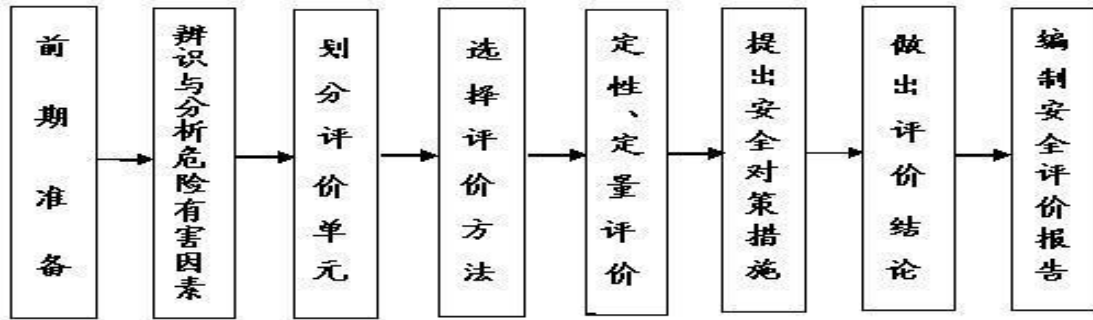 前期准备
辨识与分析危险有害因素
划分评价单元
选择评价方法
定性、定量评价
提出安全对策措施
做出评价结论
编制安全评价报告